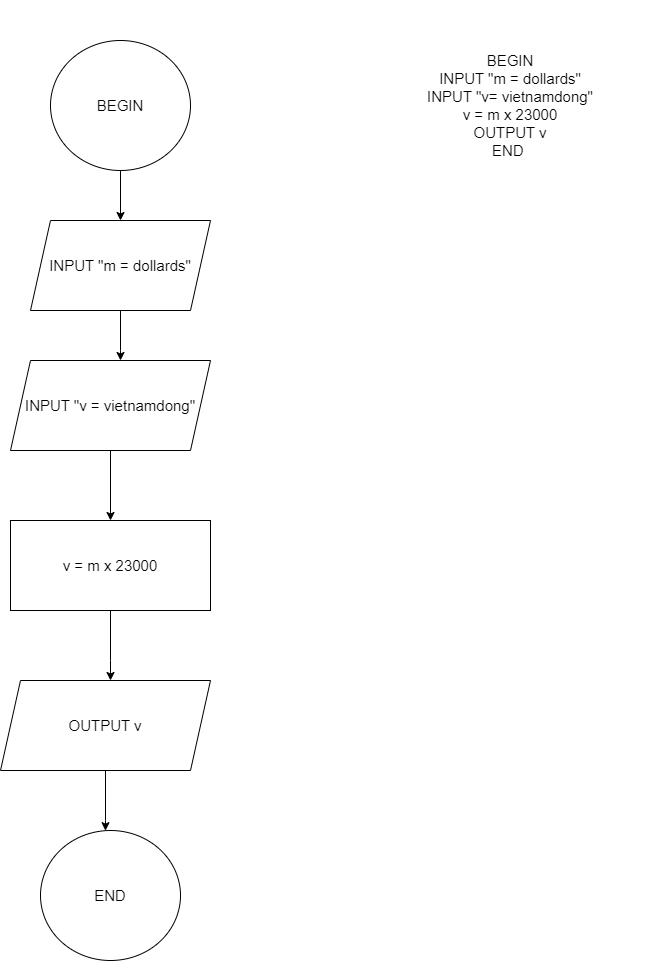 BEGIN
INPUT "m = dollards"
INPUT "v = vietnamdong"
v = m x 23000
OUTPUT v
END
BEGIN
INPUT "m = dollards"
INPUT "v= vietnamdong"
v = m x 23000
OUTPUT v
END